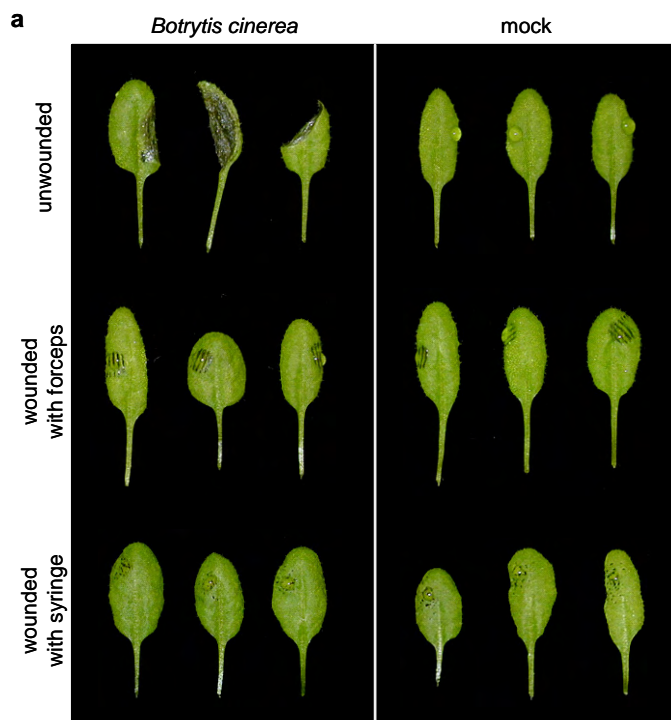 a
Botrytis cinerea
mock
unwounded
wounded
with forceps
wounded
with syringe